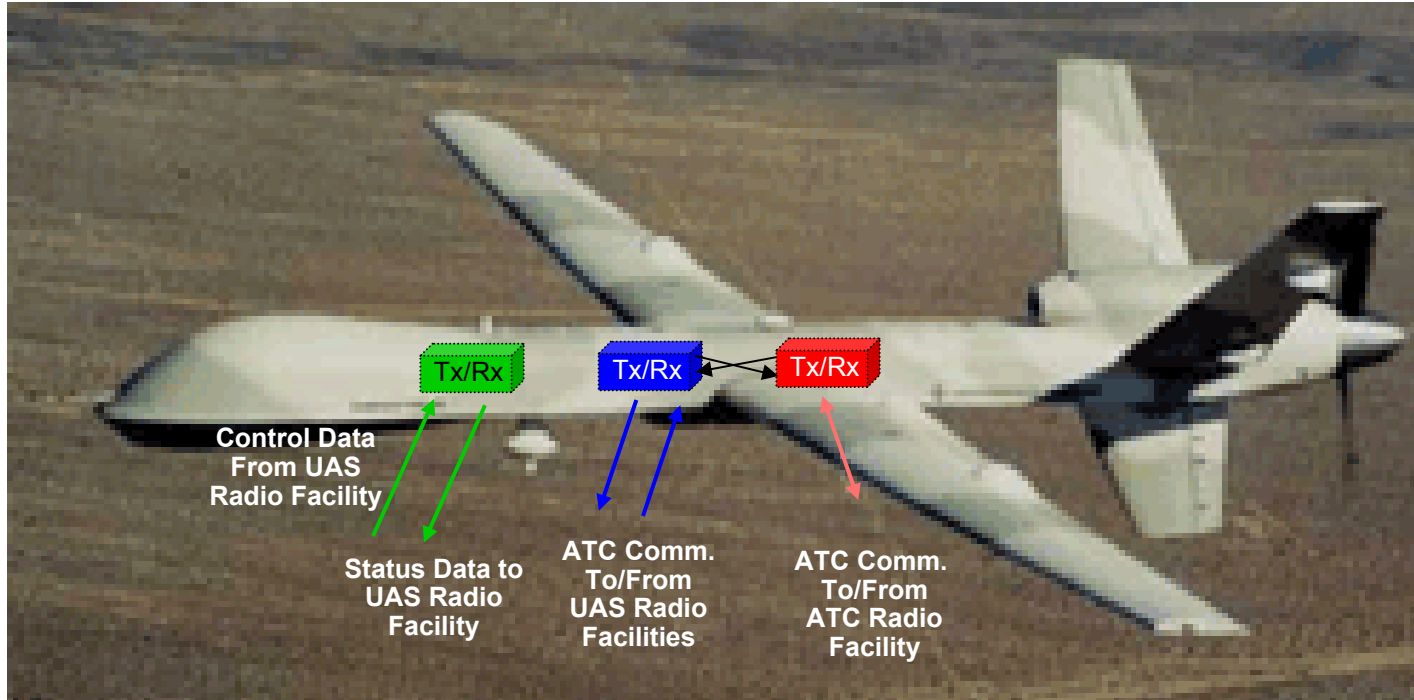 Tx/Rx
Tx/Rx
Tx/Rx
Control Data
From UAS
Radio Facility
Status Data to
UAS Radio
Facility
ATC Comm.
To/From
UAS Radio
Facilities
ATC Comm.
To/From
ATC Radio
Facility